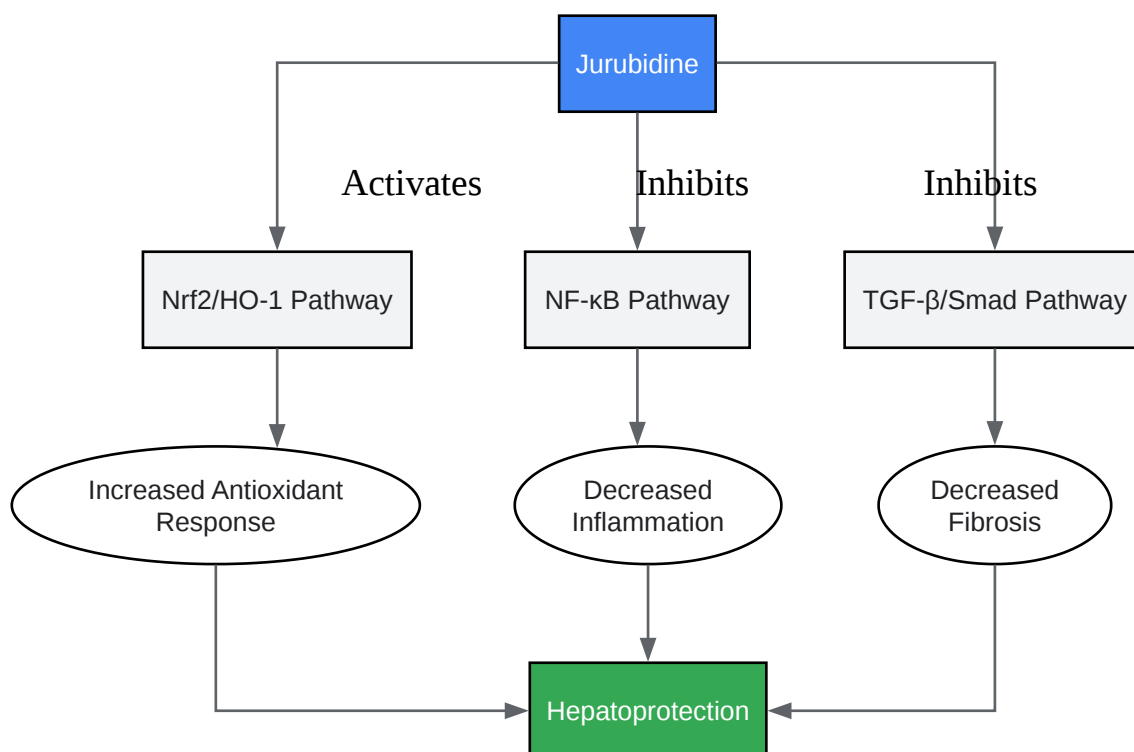 Jurubidine
Activates
Inhibits
Inhibits
Nrf2/HO-1 Pathway
NF-κB Pathway
TGF-β/Smad Pathway
Increased Antioxidant
Response
Decreased
Inflammation
Decreased
Fibrosis
Hepatoprotection